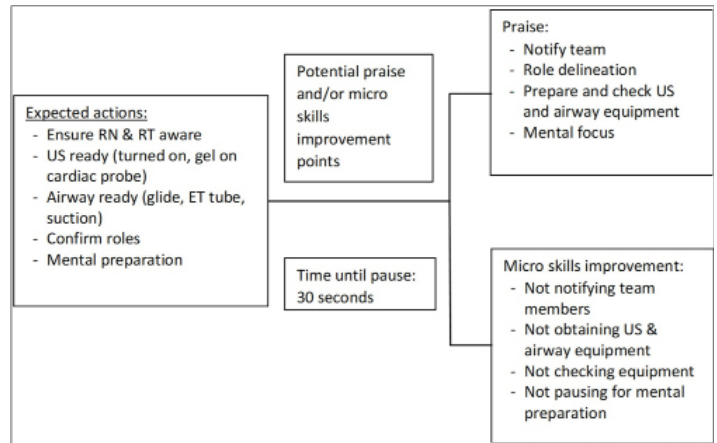 Expected actions:
- Ensure RN & RT aware
- US ready (turned on, gel on
cardiac probe)
- Airway ready (glide, ET tube,
suction)
- Confirm roles
- Mental preparation
Potential praise
and/or micro
skills
improvement
points
Time until pause:
30 seconds
Praise:
- Notify team
- Role delineation
- Prepare and check US
and airway equipment
- Mental focus
Micro skills improvement:
- Not notifying team
members
- Not obtaining US &
airway equipment
- Not checking equipment
- Not pausing for mental
preparation